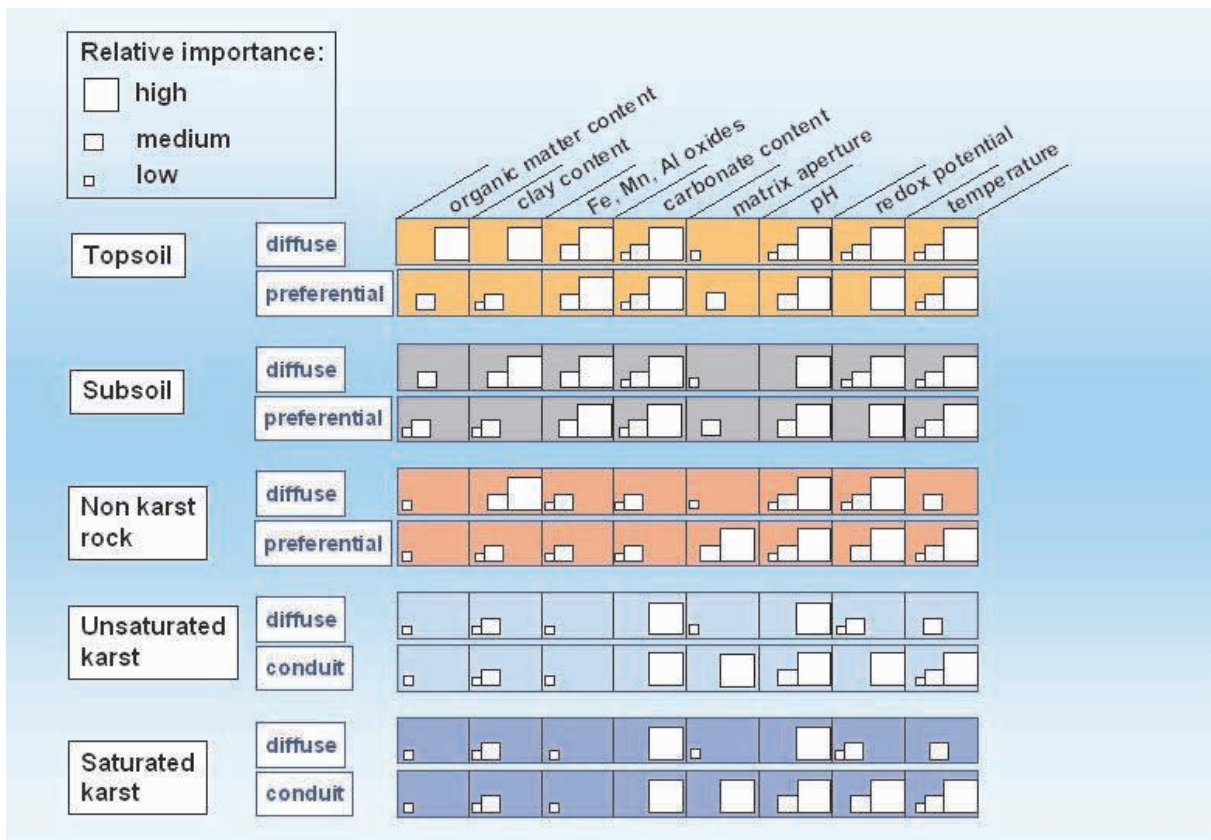 Relative importance:
high
medium
low
organic matter content
clay content
Fe, Mn, Al oxides
carbonate content
matrix aperture
pH
redox potential
temperature
Topsoil
diffuse
preferential
Subsoil
diffuse
preferential
Non karst
rock
diffuse
preferential
Unsaturated
karst
diffuse
conduit
Saturated
karst
diffuse
conduit